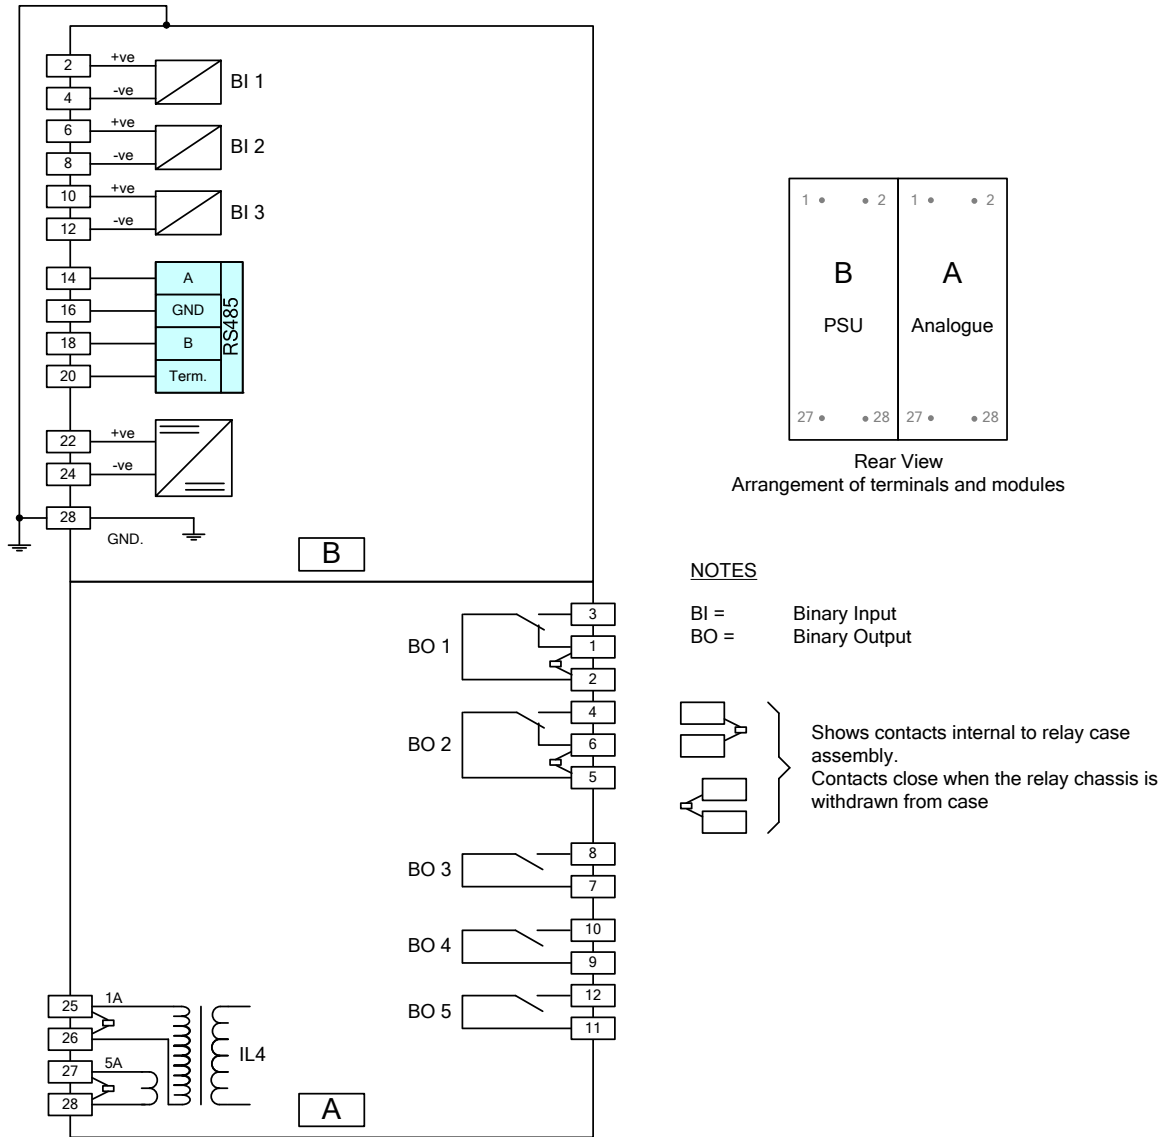 2 +ve
BI 1
4 -ve
6 +ve
BI 2
8 -ve
10 +ve
BI 3
12 -ve
14 A
16 GND
18 B
20 Term.
RS485
22 +ve
24 -ve
28
GND.
B
3
BO 1
1
2
4
BO 2
6
5
8
BO 3
7
10
BO 4
9
12
BO 5
11
25 1A
26
IL4
27 5A
28
A
1 2 1 2
B A
PSU Analogue
27 28 27 28
Rear View
Arrangement of terminals and modules
NOTES
BI = Binary Input
BO = Binary Output
Shows contacts internal to relay case
assembly.
Contacts close when the relay chassis is
withdrawn from case